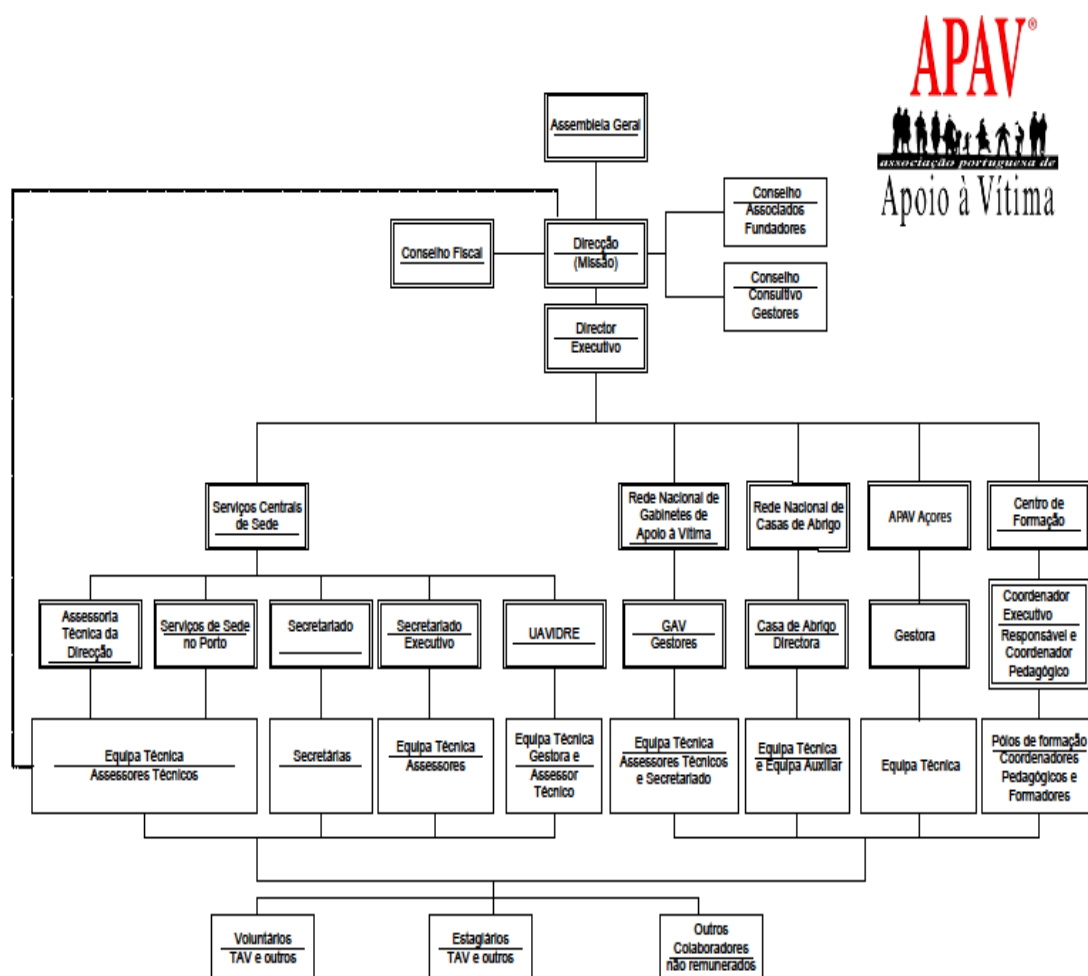 APAV®
associação portuguesa de
Apoio à Vítima
Assembleia Geral
Conselho
Associados
Fundadores
Conselho Fiscal
Direcção
(Missão)
Conselho
Consultivo
Gestores
Director
Executivo
Serviços Centrais
de Sede
Rede Nacional de
Gabinetes de
Apoio à Vítima
Rede Nacional de
Casas de Abrigo
APAV Açores
Centro de
Formação
Assessoria
Técnica da
Direcção
Serviços de Sede
no Porto
Secretariado
Secretariado
Executivo
UAVIDRE
GAV
Gestores
Casa de Abrigo
Directora
Gestora
Coordenador
Executivo
Responsável e
Coordenador
Pedagógico
Equipa Técnica
Assessores Técnicos
Secretárias
Equipa Técnica
Assessores
Equipa Técnica
Gestora e
Assessor
Técnico
Equipa Técnica
Assessores Técnicos
e Secretariado
Equipa Técnica
e Equipa Auxiliar
Equipa Técnica
Pólos de formação
Coordenadores
Pedagógicos e
Formadores
Voluntários
TAV e outros
Estagiários
TAV e outros
Outros
Colaboradores
não remunerados